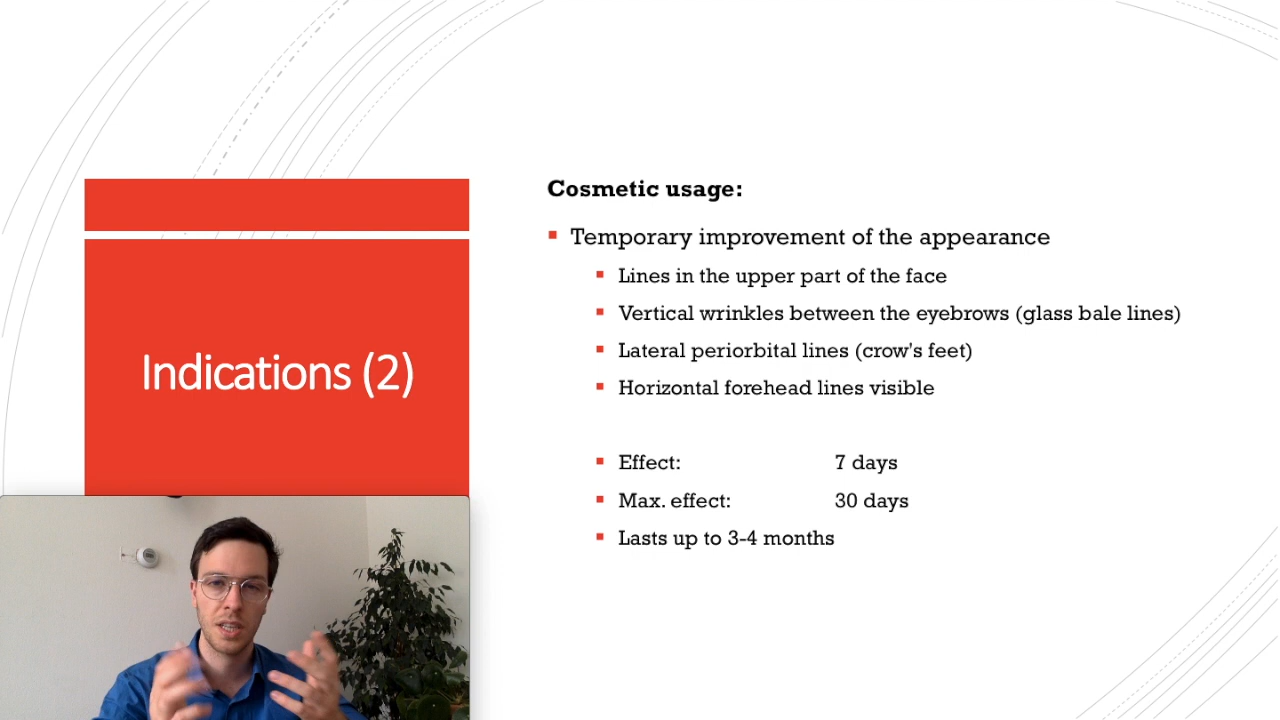 Indications (2)
Cosmetic usage:
Temporary improvement of the appearance
Lines in the upper part of the face
Vertical wrinkles between the eyebrows (glass bale lines)
Lateral periorbital lines (crow's feet)
Horizontal forehead lines visible
Effect: 7 days
Max. effect: 30 days
Lasts up to 3-4 months